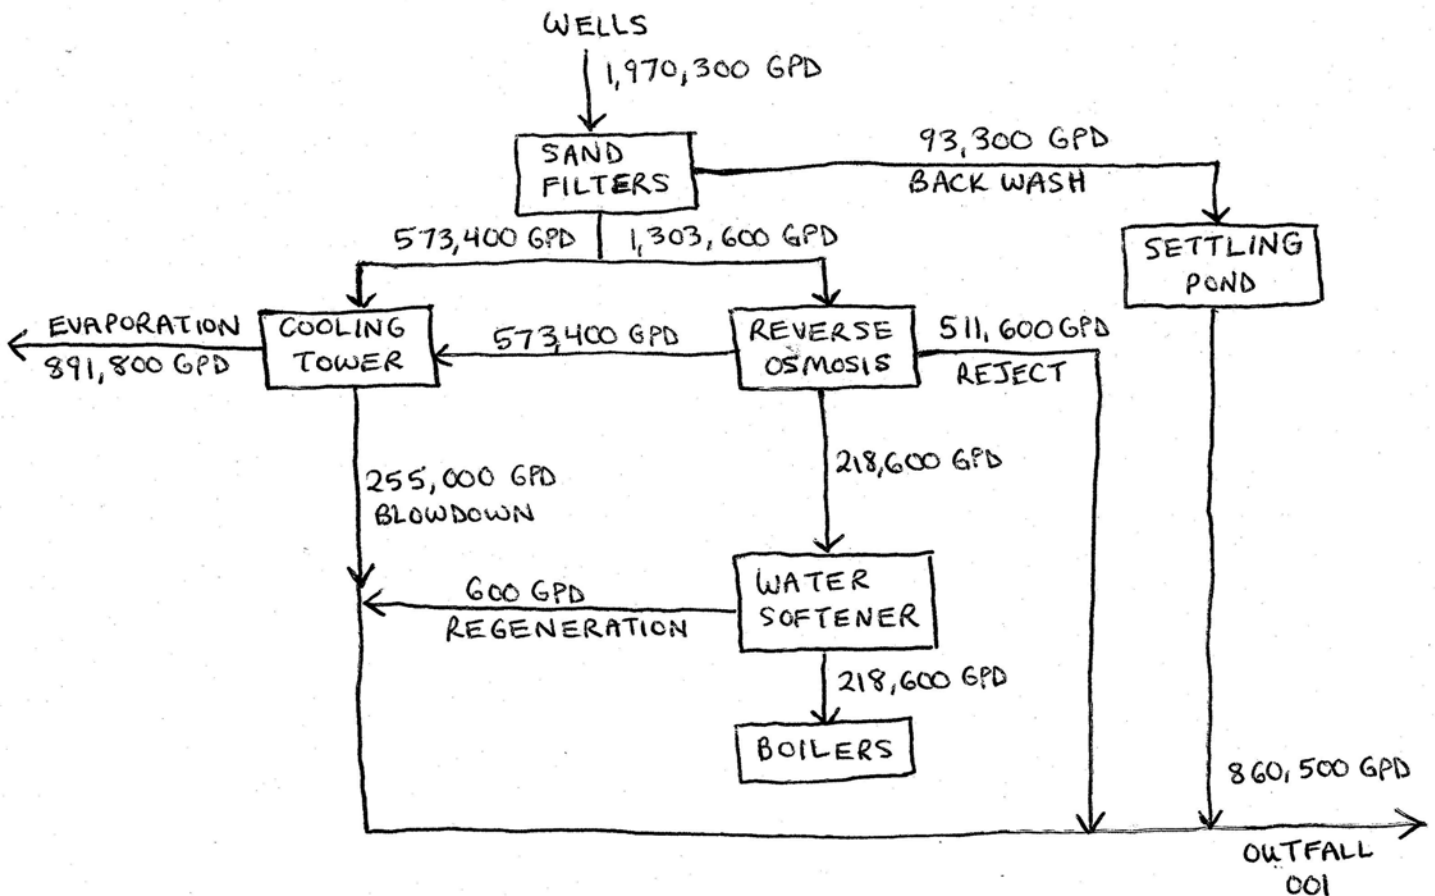 WELLS
1,970,300 GPD
SAND
FILTERS
93,300 GPD
BACK WASH
573,400 GPD
1,303,600 GPD
SETTLING
POND
EVAPORATION
891,800 GPD
COOLING
TOWER
573,400 GPD
REVERSE
OSMOSIS
511,600 GPD
REJECT
255,000 GPD
BLOWDOWN
218,600 GPD
600 GPD
REGENERATION
WATER
SOFTENER
218,600 GPD
BOILERS
860,500 GPD
OUTFALL
001